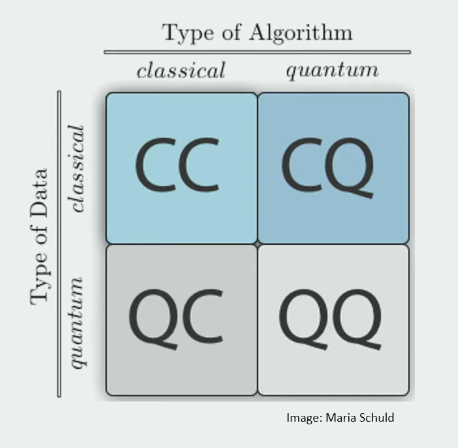 Type of Algorithm
classical quantum
Type of Data
classical
CC CQ
quantum
QC QQ
Image: Maria Schuld